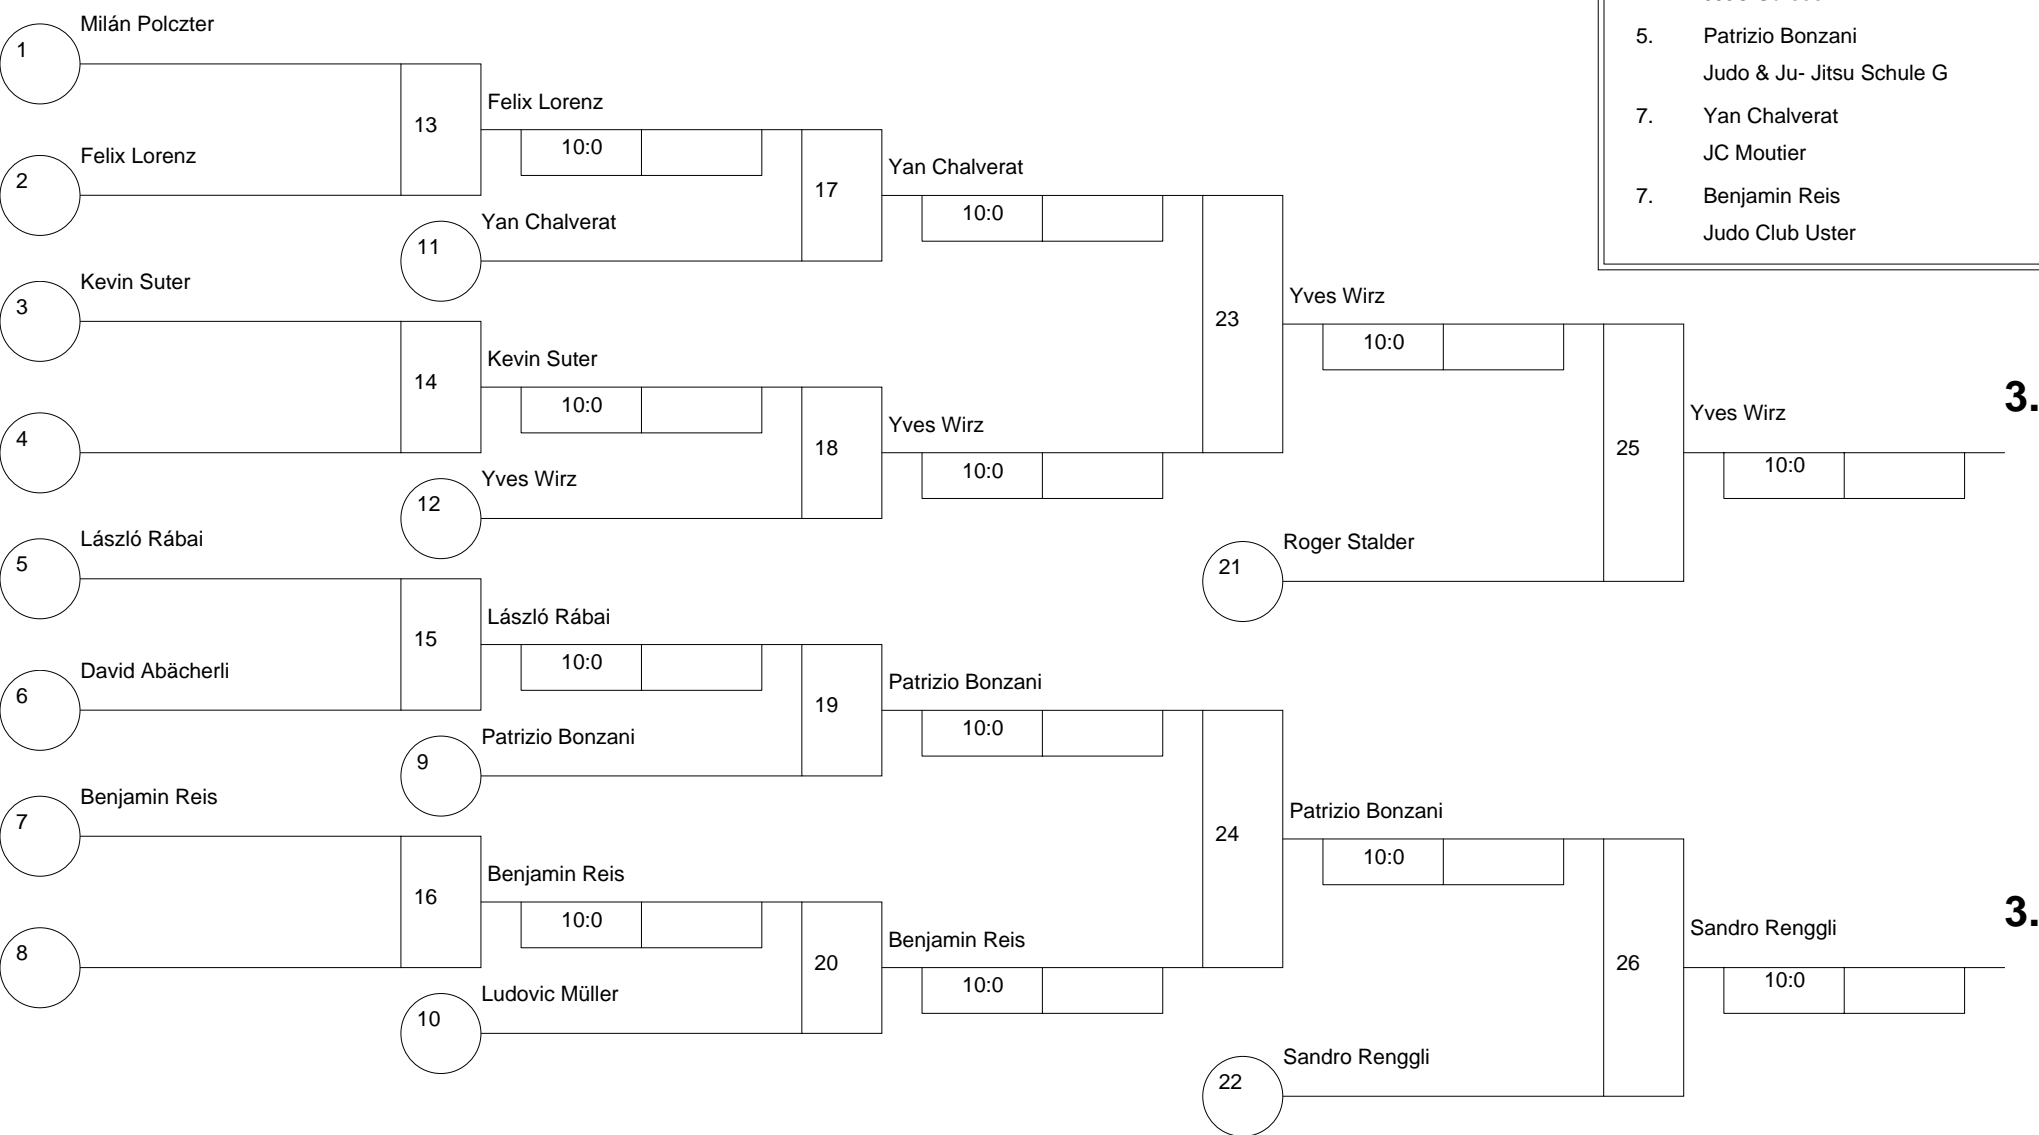 5. Patrizio Bonzani
Judo & Ju- Jitsu Schule G
7. Yan Chalverat
JC Moutier
7. Benjamin Reis
Judo Club Uster
1 Milán Polczter
2 Felix Lorenz
3 Kevin Suter
4
5 László Rábai
6 David Abächerli
7 Benjamin Reis
8
13
Felix Lorenz
10:0
11 Yan Chalverat
14
Kevin Suter
10:0
12 Yves Wirz
15
László Rábai
10:0
9 Patrizio Bonzani
16
Benjamin Reis
10:0
10 Ludovic Müller
17
Yan Chalverat
10:0
18
Yves Wirz
10:0
19
Patrizio Bonzani
10:0
20
Benjamin Reis
10:0
23
Yves Wirz
10:0
21 Roger Stalder
24
Patrizio Bonzani
10:0
22 Sandro Renggli
25
Yves Wirz
10:0
3.
26
Sandro Renggli
10:0
3.